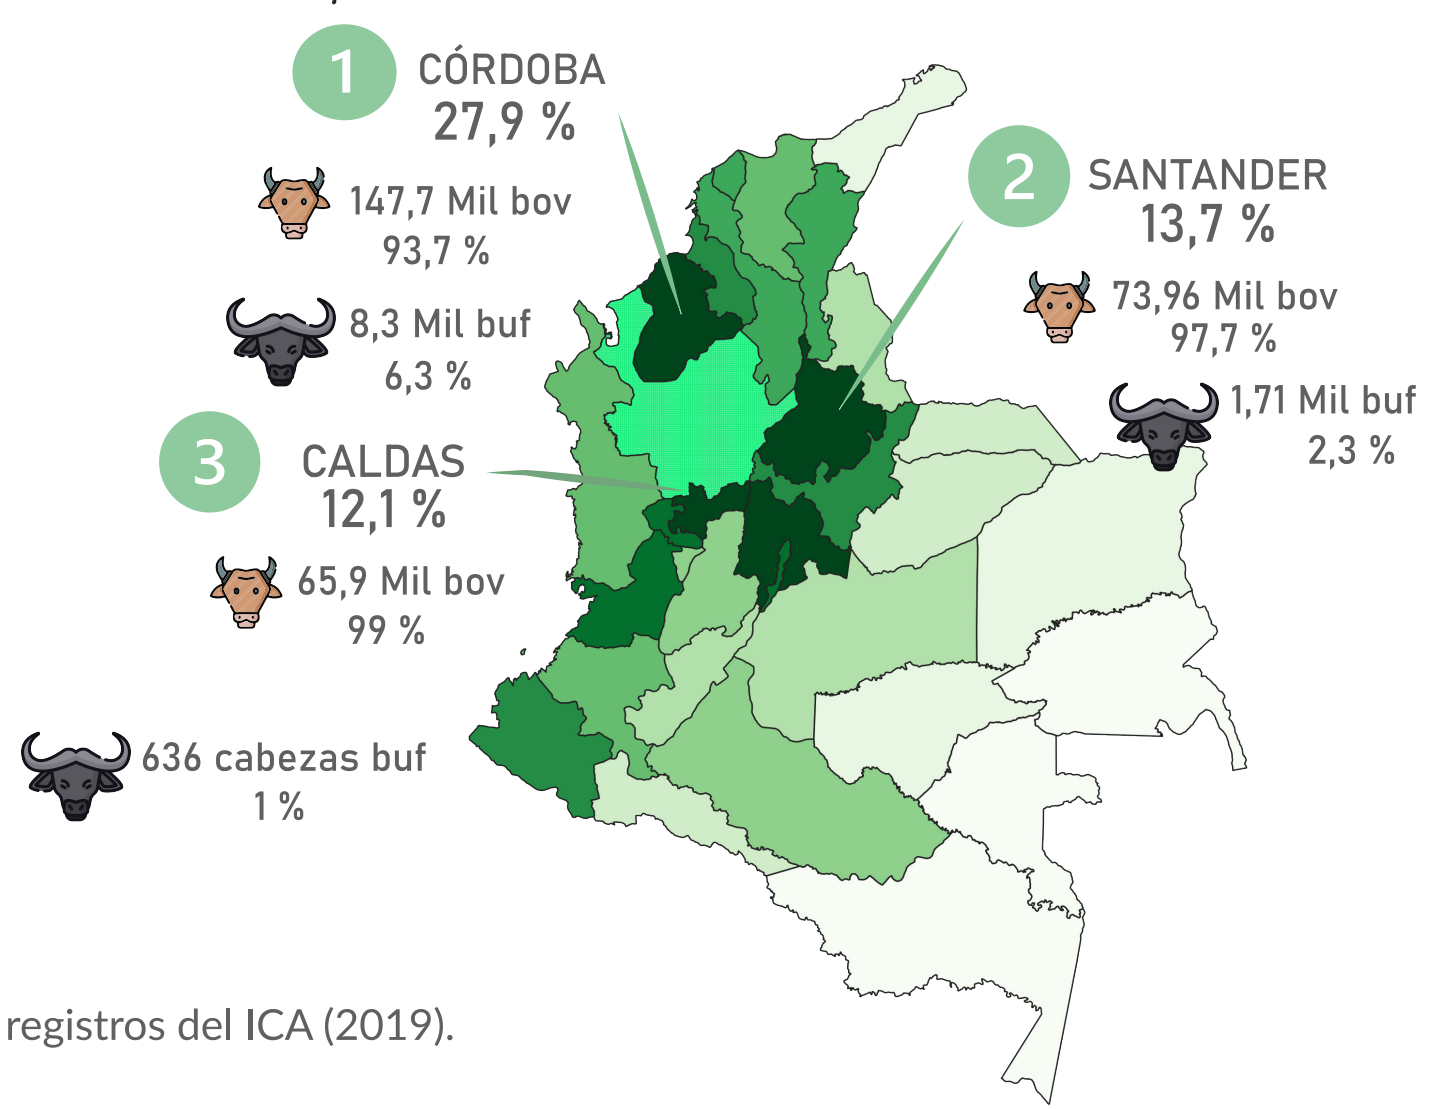 1
CÓRDOBA
27,9 %
147,7 Mil bov
93,7 %
8,3 Mil buf
6,3 %
2
SANTANDER
13,7 %
73,96 Mil bov
97,7 %
1,71 Mil buf
2,3 %
3
CALDAS
12,1 %
65,9 Mil bov
99 %
636 cabezas buf
1 %
registros del ICA (2019).